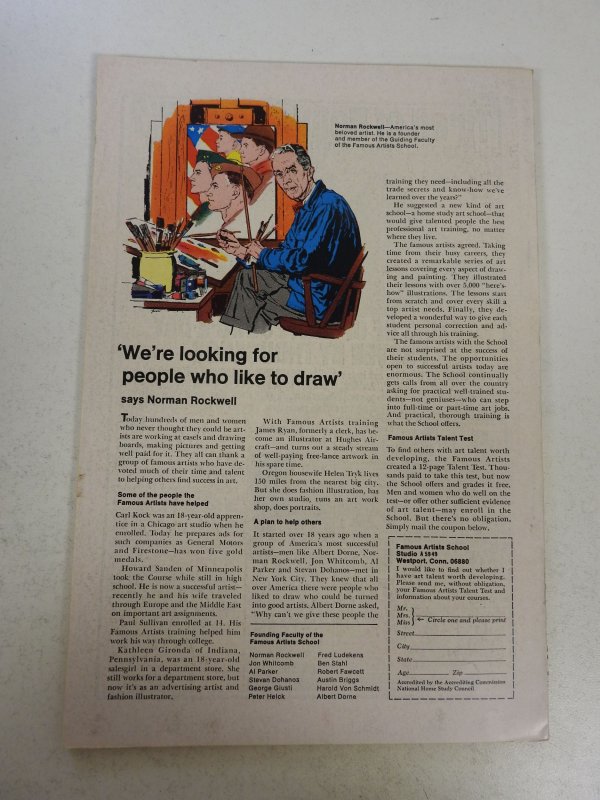 Norman Rockwell—America's most
beloved artist. He is a founder
and member of the Guiding Faculty
of the Famous Artists School.
'We're looking for
people who like to draw'
says Norman Rockwell
Today hundreds of men and women
who never thought they could be art-
ists are working at easels and drawing
boards, making pictures and getting
well paid for it. They all can thank a
group of famous artists who have de-
voted much of their time and talent
to helping others find success in art.
Some of the people the
Famous Artists have helped
Carl Kock was an 18-year-old appren-
tice in a Chicago art studio when he
enrolled. Today he prepares ads for
such companies as General Motors
and Firestone—has won five gold
medals.
Howard Sanden of Minneapolis
took the Course while still in high
school. He is now a successful artist—
recently he and his wife traveled
through Europe and the Middle East
on important art assignments.
Paul Sullivan enrolled at 14. His
Famous Artists training helped him
work his way through college.
Kathleen Gironda of Indiana,
Pennsylvania, was an 18-year-old
salesgirl in a department store. She
still works for a department store, but
now it's as an advertising artist and
fashion illustrator.
With Famous Artists training
James Ryan, formerly a clerk, has be-
come an illustrator at Hughes Air-
craft—and turns out a steady stream
of well-paying free-lance artwork in
his spare time.
Oregon housewife Helen Tryk lives
150 miles from the nearest big city.
But she does fashion illustration, has
her own studio, runs an art work
shop, does portraits.
A plan to help others
It started over 18 years ago when a
group of America's most successful
artists—men like Albert Dorne, Nor-
man Rockwell, Jon Whitcomb, Al
Parker and Stevan Dohanos—met in
New York City. They knew that all
over America there were people who
liked to draw who could be turned
into good artists. Albert Dorne asked,
"Why can't we give these people the
Founding Faculty of the
Famous Artists School
Norman Rockwell
Jon Whitcomb
Al Parker
Stevan Dohanos
George Giusti
Peter Helck
Fred Ludekens
Ben Stahl
Robert Fawcett
Austin Briggs
Harold Von Schmidt
Albert Dorne
training they need—including all the
trade secrets and know-how we've
learned over the years?"
He suggested a new kind of art
school—a home study art school—that
would give talented people the best
professional art training, no matter
where they live.
The famous artists agreed. Taking
time from their busy careers, they
created a remarkable series of art
lessons covering every aspect of draw-
ing and painting. They illustrated
their lessons with over 5,000 "here's-
how" illustrations. The lessons start
from scratch and cover every skill a
top artist needs. Finally, they de-
veloped a wonderful way to give each
student personal correction and ad-
vice all through his training.
The famous artists with the School
are not surprised at the success of
their students. The opportunities
open to successful artists today are
enormous. The School continually
gets calls from all over the country
asking for practical well-trained stu-
dents—not geniuses—who can step
into full-time or part-time art jobs.
And practical, thorough training is
what the School offers.
Famous Artists Talent Test
To find others with art talent worth
developing, the Famous Artists
created a 12-page Talent Test. Thou-
sands paid to take this test, but now
the School offers and grades it free.
Men and women who do well on the
test—or offer other sufficient evidence
of art talent—may enroll in the
School. But there's no obligation.
Simply mail the coupon below.
Famous Artists School
Studio A 5949
Westport, Conn. 06880
I would like to find out whether I
have art talent worth developing.
Please send me, without obligation,
your Famous Artists Talent Test and
information about your courses.
Mr.
Mrs.
Miss
← Circle one and please print
Street
City
State
Age Zip
Accredited by the Accrediting Commission
National Home Study Council